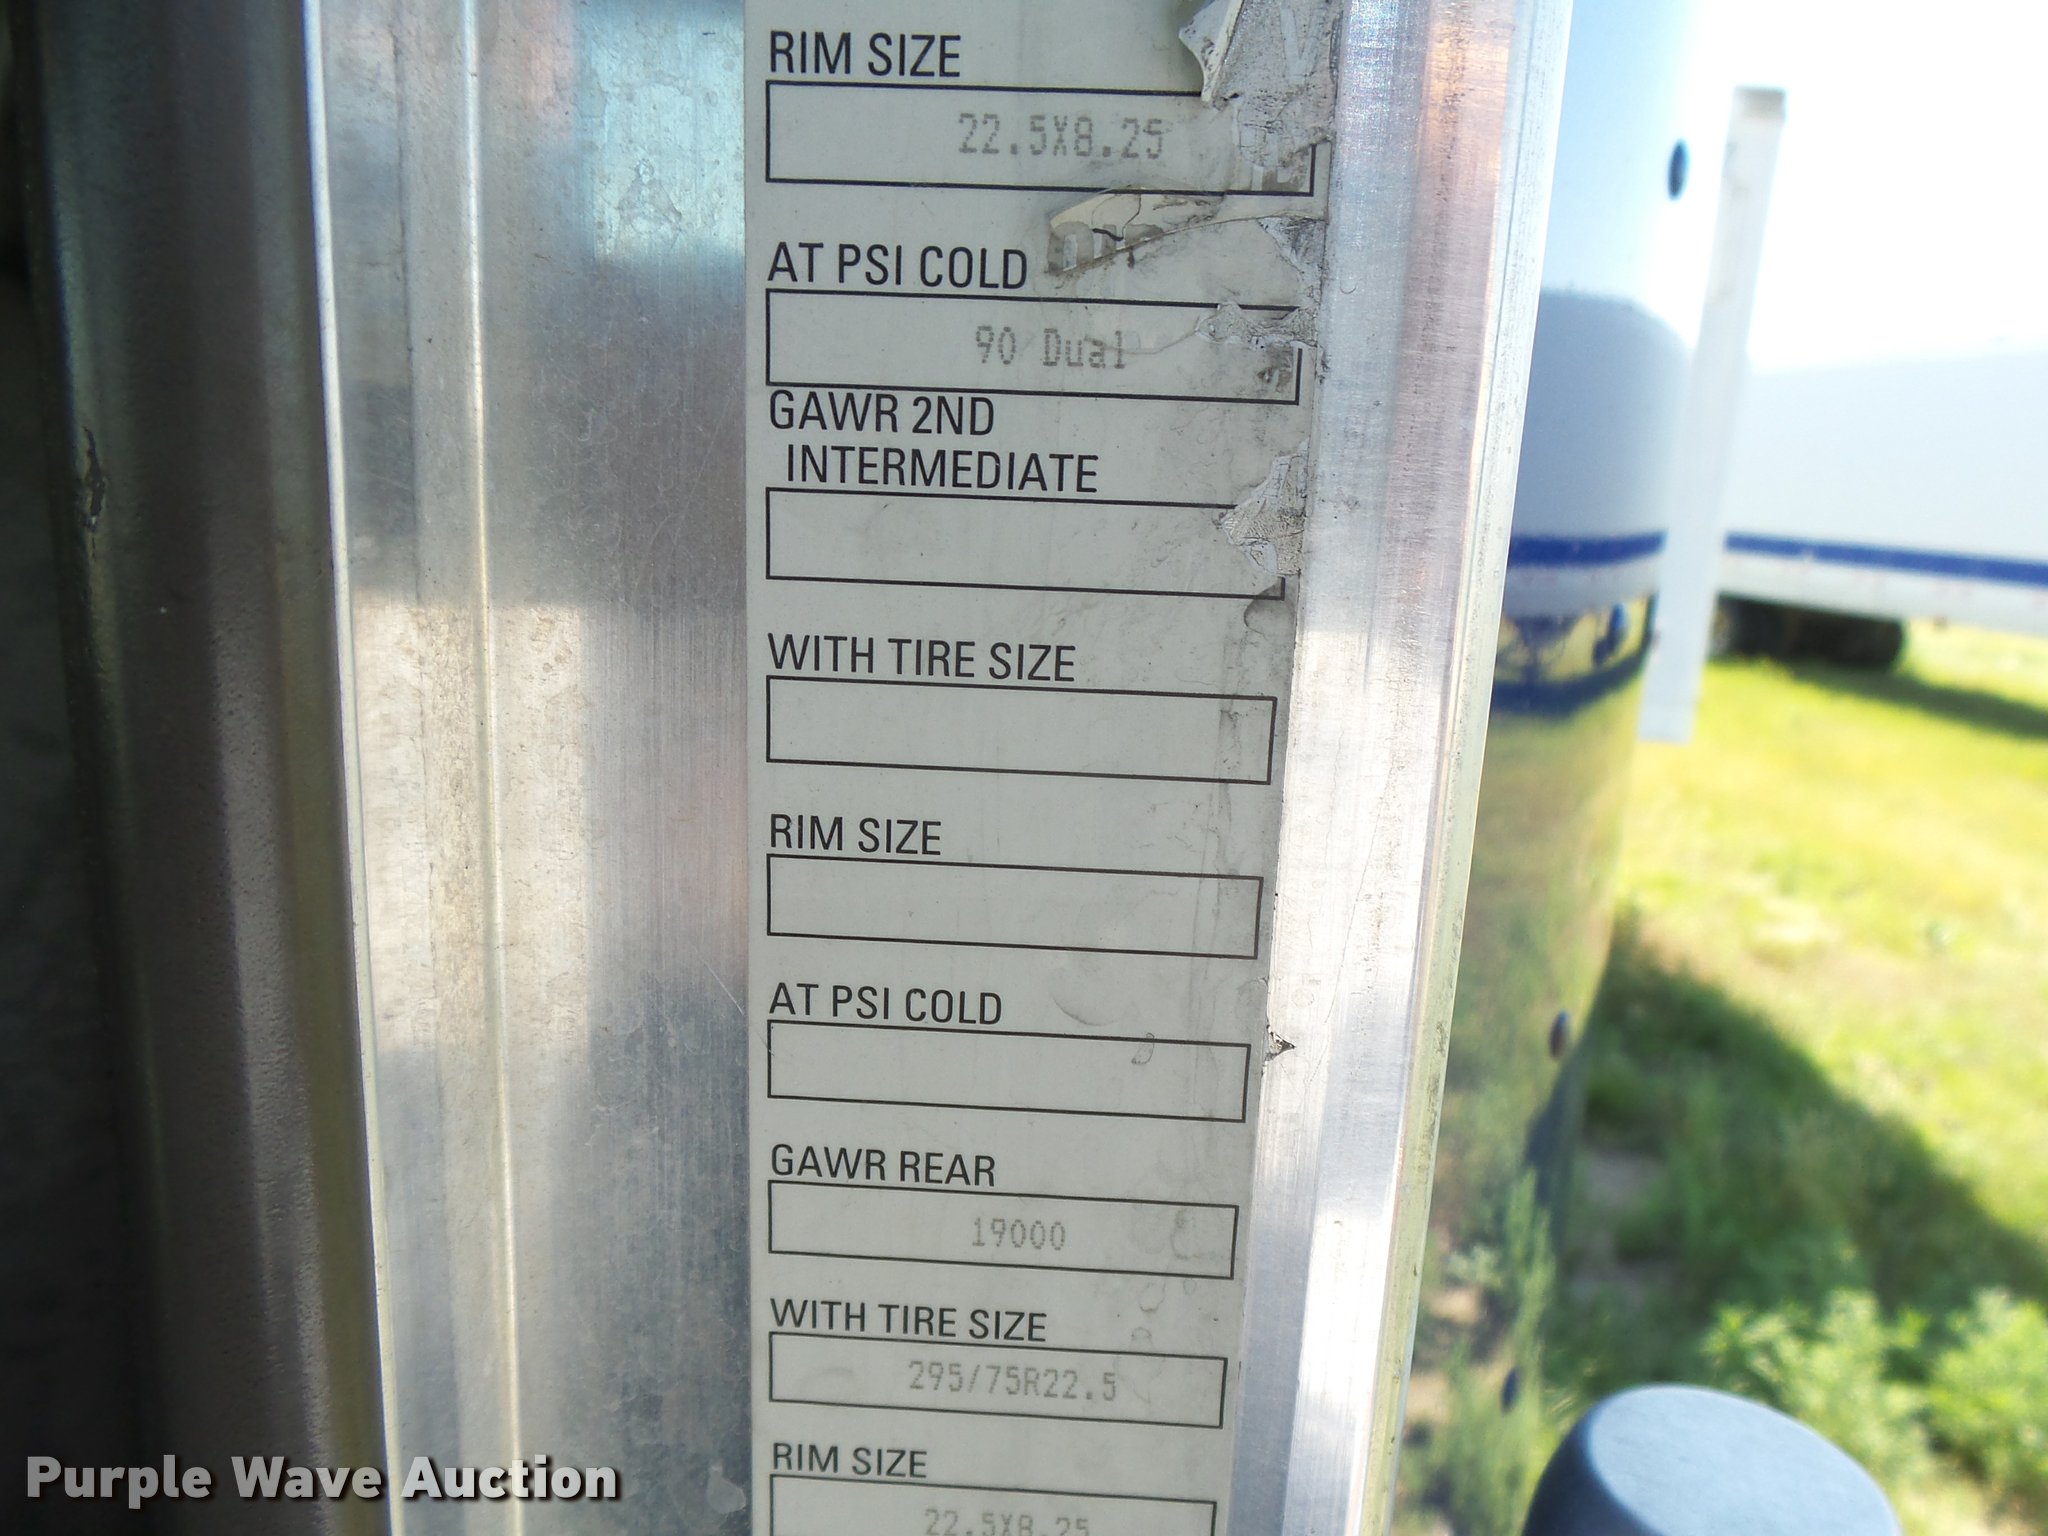 RIM SIZE
22.5X8.25
AT PSI COLD
90 Dual
GAWR 2ND
INTERMEDIATE
WITH TIRE SIZE
RIM SIZE
AT PSI COLD
GAWR REAR
19000
WITH TIRE SIZE
295/75R22.5
RIM SIZE
22.5X8.25
Purple Wave Auction